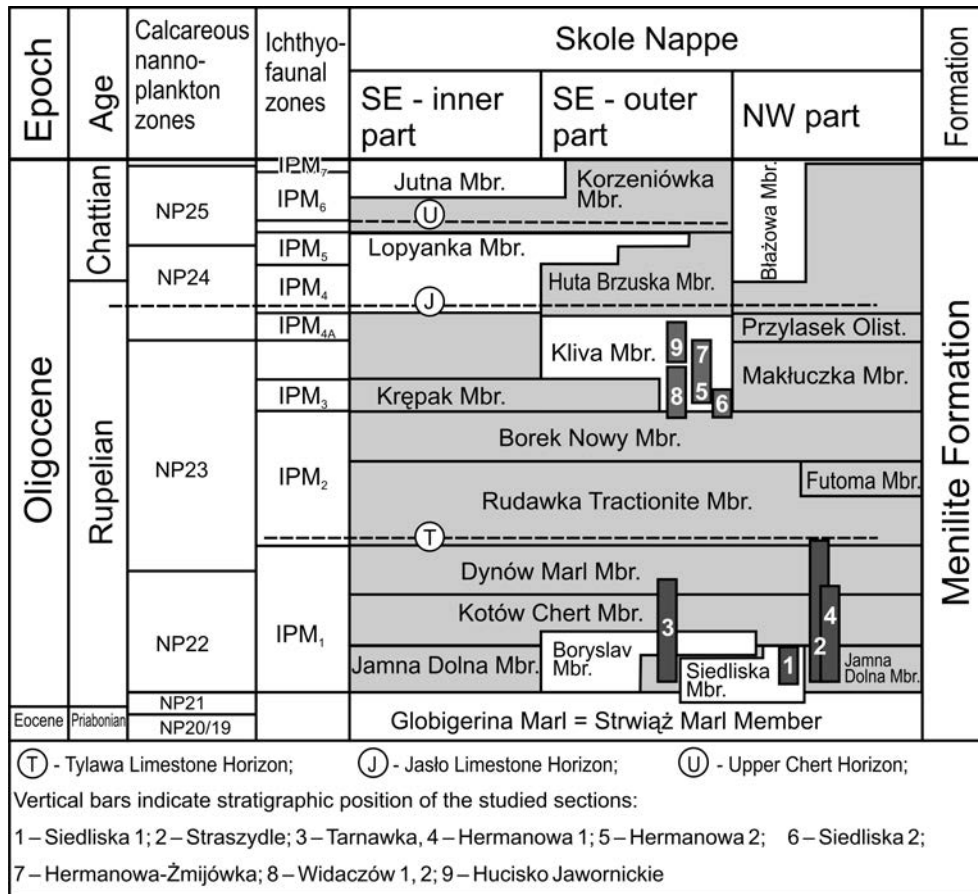 Epoch
Age
Calcareous
nanno-
plankton
zones
Ichthyo-
faunal
zones
Skole Nappe
SE - inner
part
SE - outer
part
NW part
Formation
Oligocene
Eocene
Chattian
Rupelian
Priabonian
NP25
NP24
NP23
NP22
NP21
NP20/19
IPM7
IPM6
IPM5
IPM4
IPM4A
IPM3
IPM2
IPM1
Jutna Mbr.
Korzeniówka
Mbr.
Błażowa Mbr.
U
Lopyanka Mbr.
Huta Brzuska Mbr.
J
Przylasek Olist.
Kliva Mbr.
9
7
8
5
6
Makłuczka Mbr.
Krępak Mbr.
Borek Nowy Mbr.
Futoma Mbr.
Rudawka Tractionite Mbr.
T
Dynów Marl Mbr.
Kotów Chert Mbr.
3
4
2
1
Boryslav
Mbr.
Jamna Dolna Mbr.
Siedliska
Mbr.
Jamna
Dolna Mbr.
Globigerina Marl = Strwiąż Marl Member
Menilite Formation
T - Tylawa Limestone Horizon; J - Jasło Limestone Horizon; U - Upper Chert Horizon;
Vertical bars indicate stratigraphic position of the studied sections:
1 – Siedliska 1; 2 – Straszydle; 3 – Tarnawka, 4 – Hermanowa 1; 5 – Hermanowa 2; 6 – Siedliska 2;
7 – Hermanowa-Żmijówka; 8 – Widaczów 1, 2; 9 – Hucisko Jawornickie